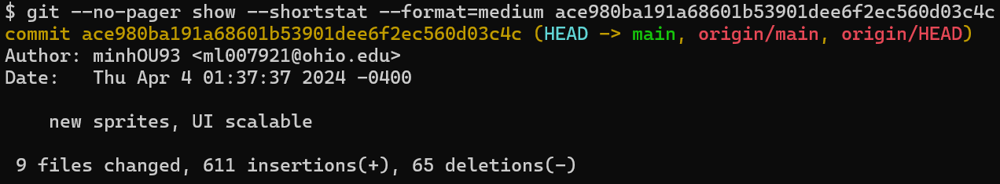 $ git --no-pager show --shortstat --format=medium ace980ba191a68601b53901dee6f2ec560d03c4c
commit ace980ba191a68601b53901dee6f2ec560d03c4c (HEAD -> main, origin/main, origin/HEAD)
Author: minhOU93 <ml007921@ohio.edu>
Date:   Thu Apr 4 01:37:37 2024 -0400
    new sprites, UI scalable
 9 files changed, 611 insertions(+), 65 deletions(-)